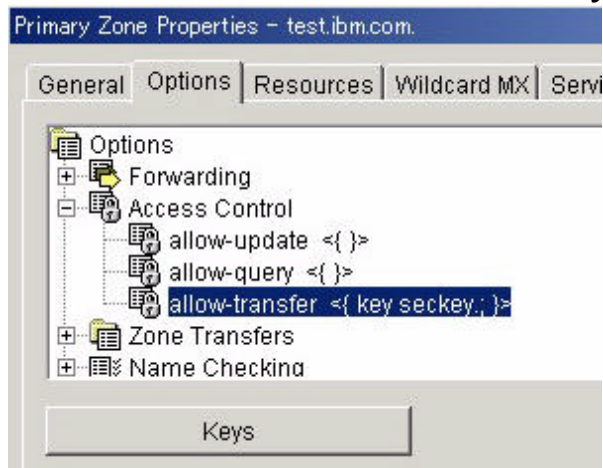 Primary Zone Properties - test.ibm.com.
General Options Resources Wildcard MX Servi
Options
Forwarding
Access Control
allow-update <{ }>
allow-query <{ }>
allow-transfer <{ key seckey.; }>
Zone Transfers
Name Checking
Keys